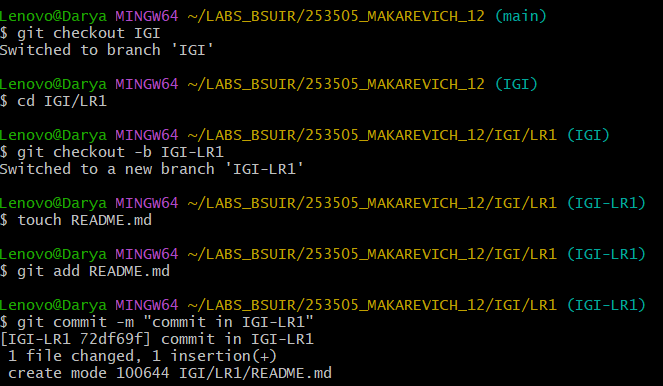 Lenovo@Darya MINGW64 ~/LABS_BSUIR/253505_MAKAREVICH_12 (main)
$ git checkout IGI
Switched to branch 'IGI'
Lenovo@Darya MINGW64 ~/LABS_BSUIR/253505_MAKAREVICH_12 (IGI)
$ cd IGI/LR1
Lenovo@Darya MINGW64 ~/LABS_BSUIR/253505_MAKAREVICH_12/IGI/LR1 (IGI)
$ git checkout -b IGI-LR1
Switched to a new branch 'IGI-LR1'
Lenovo@Darya MINGW64 ~/LABS_BSUIR/253505_MAKAREVICH_12/IGI/LR1 (IGI-LR1)
$ touch README.md
Lenovo@Darya MINGW64 ~/LABS_BSUIR/253505_MAKAREVICH_12/IGI/LR1 (IGI-LR1)
$ git add README.md
Lenovo@Darya MINGW64 ~/LABS_BSUIR/253505_MAKAREVICH_12/IGI/LR1 (IGI-LR1)
$ git commit -m "commit in IGI-LR1"
[IGI-LR1 72df69f] commit in IGI-LR1
 1 file changed, 1 insertion(+)
 create mode 100644 IGI/LR1/README.md